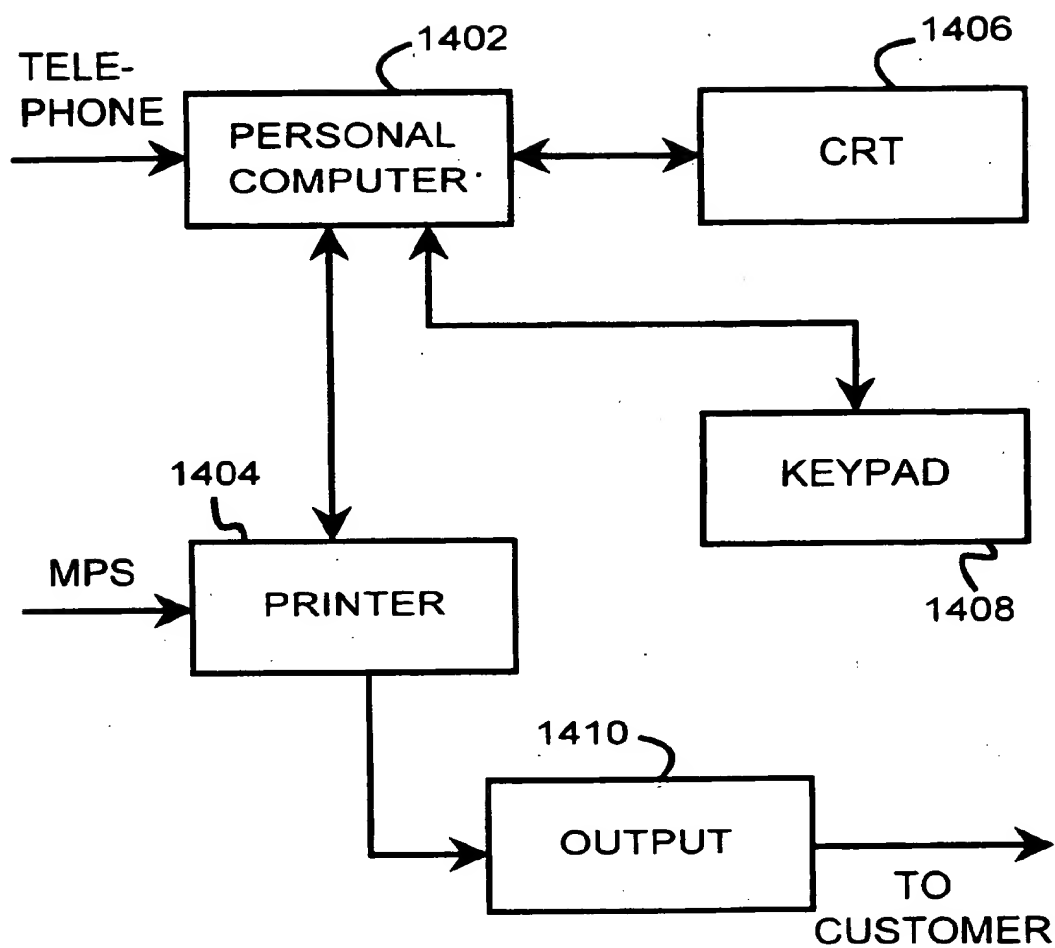 1402
1406
TELE-
PHONE
PERSONAL
COMPUTER
CRT
1404
KEYPAD
MPS
PRINTER
1408
1410
OUTPUT
TO
CUSTOMER